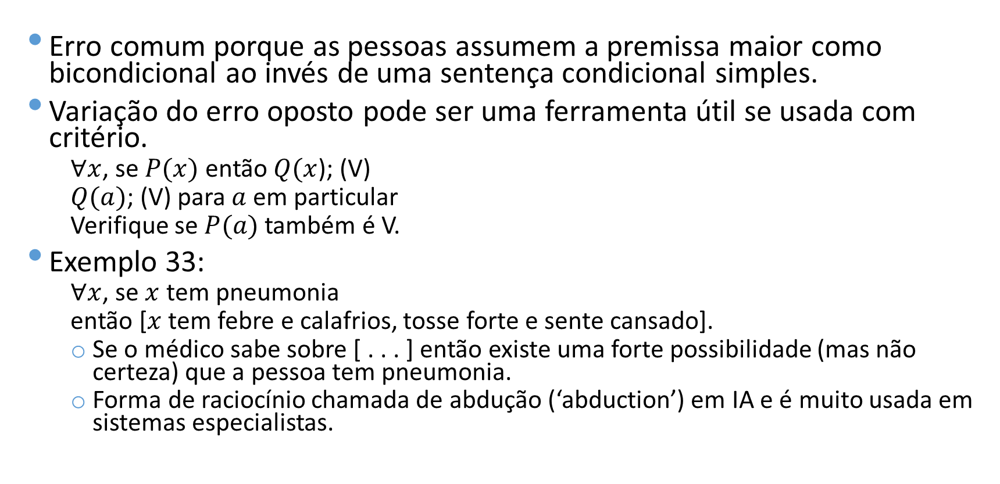 • Erro comum porque as pessoas assumem a premissa maior como
bicondicional ao invés de uma sentença condicional simples.
• Variação do erro oposto pode ser uma ferramenta útil se usada com
critério.
∀x, se P(x) então Q(x); (V)
Q(a); (V) para a em particular
Verifique se P(a) também é V.
• Exemplo 33:
∀x, se x tem pneumonia
então [x tem febre e calafrios, tosse forte e sente cansado].
○ Se o médico sabe sobre [ . . . ] então existe uma forte possibilidade (mas não
certeza) que a pessoa tem pneumonia.
○ Forma de raciocínio chamada de abdução (‘abduction’) em IA e é muito usada em
sistemas especialistas.